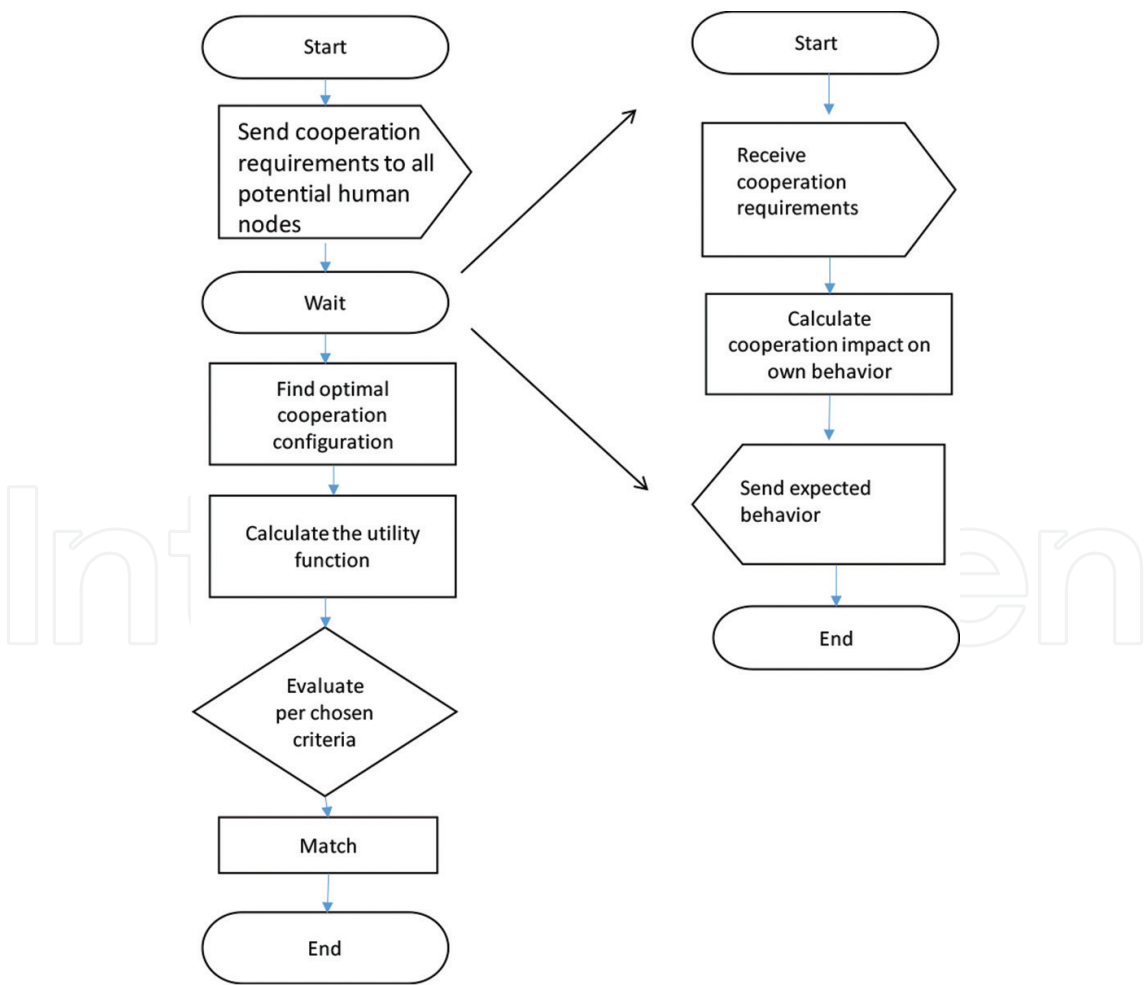 Start
Send cooperation
requirements to all
potential human
nodes
Wait
Find optimal
cooperation
configuration
Calculate the utility
function
Evaluate
per chosen
criteria
Match
End
Start
Receive
cooperation
requirements
Calculate
cooperation impact on
own behavior
Send expected
behavior
End